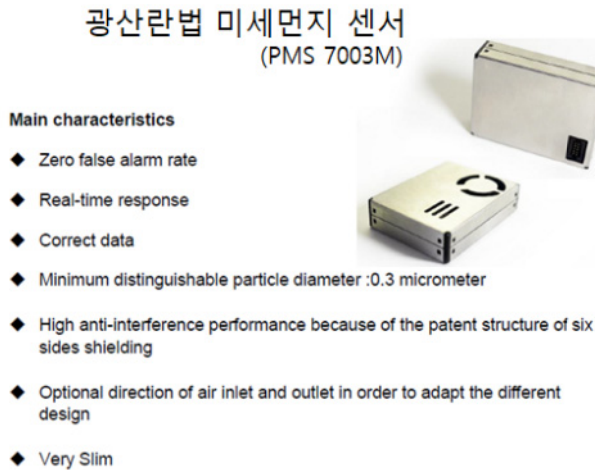 광산란법 미세먼지 센서
(PMS 7003M)
Main characteristics
◆ Zero false alarm rate
◆ Real-time response
◆ Correct data
◆ Minimum distinguishable particle diameter :0.3 micrometer
◆ High anti-interference performance because of the patent structure of six
sides shielding
◆ Optional direction of air inlet and outlet in order to adapt the different
design
◆ Very Slim